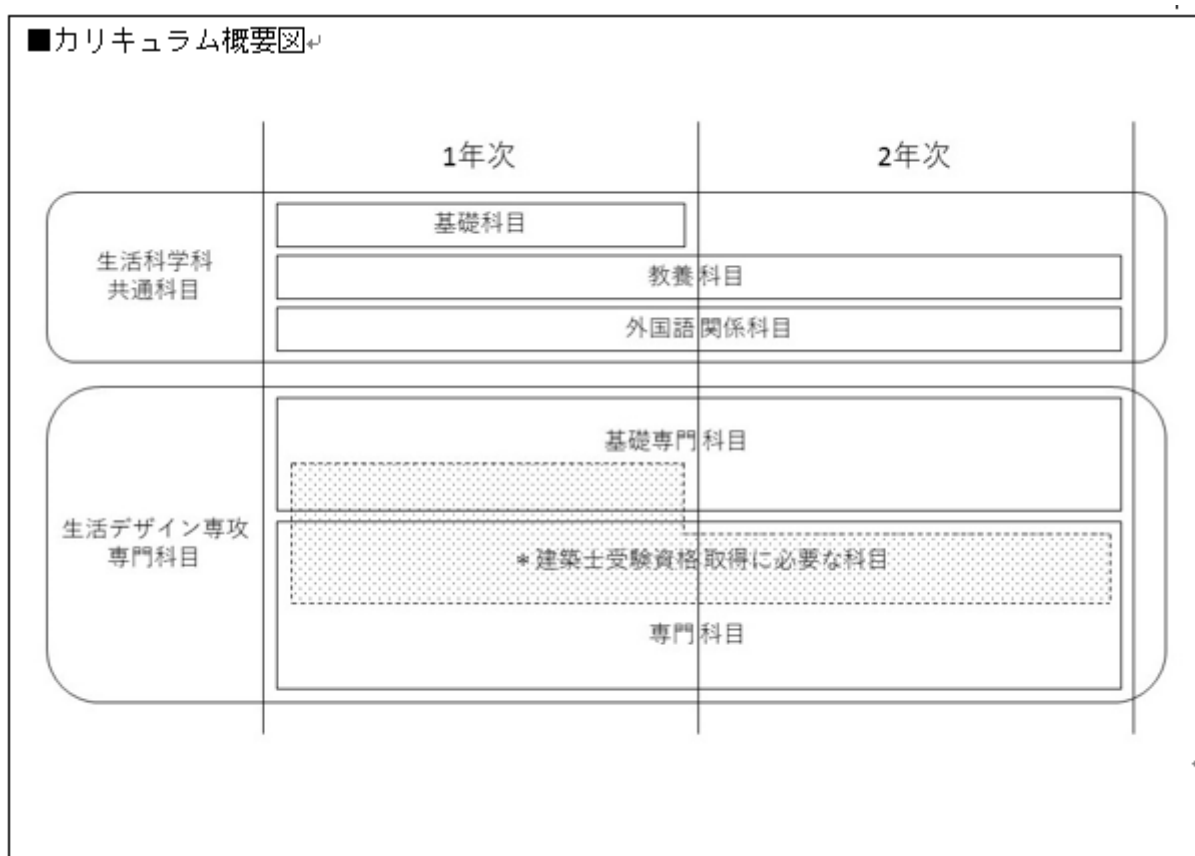 ■カリキュラム概要図↵
1年次
2年次
生活科学科
共通科目
基礎科目
教養科目
外国語関係科目
生活デザイン専攻
専門科目
基礎専門科目
*建築士受験資格取得に必要な科目
専門科目